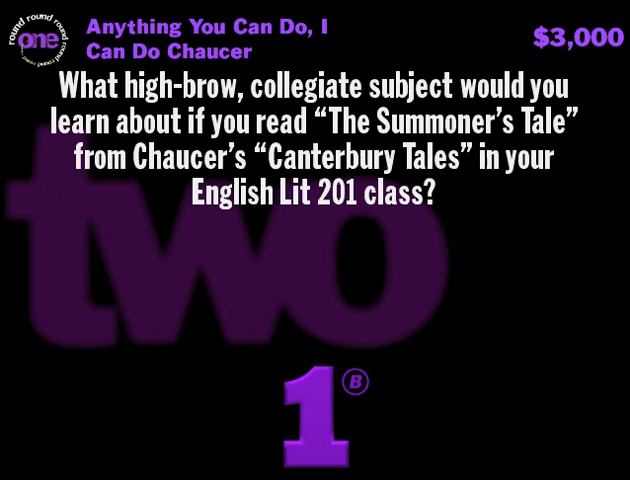 round round round round round
one
Anything You Can Do, I
Can Do Chaucer
$3,000
What high-brow, collegiate subject would you
learn about if you read “The Summoner’s Tale”
from Chaucer’s “Canterbury Tales” in your
English Lit 201 class?
two
1 B